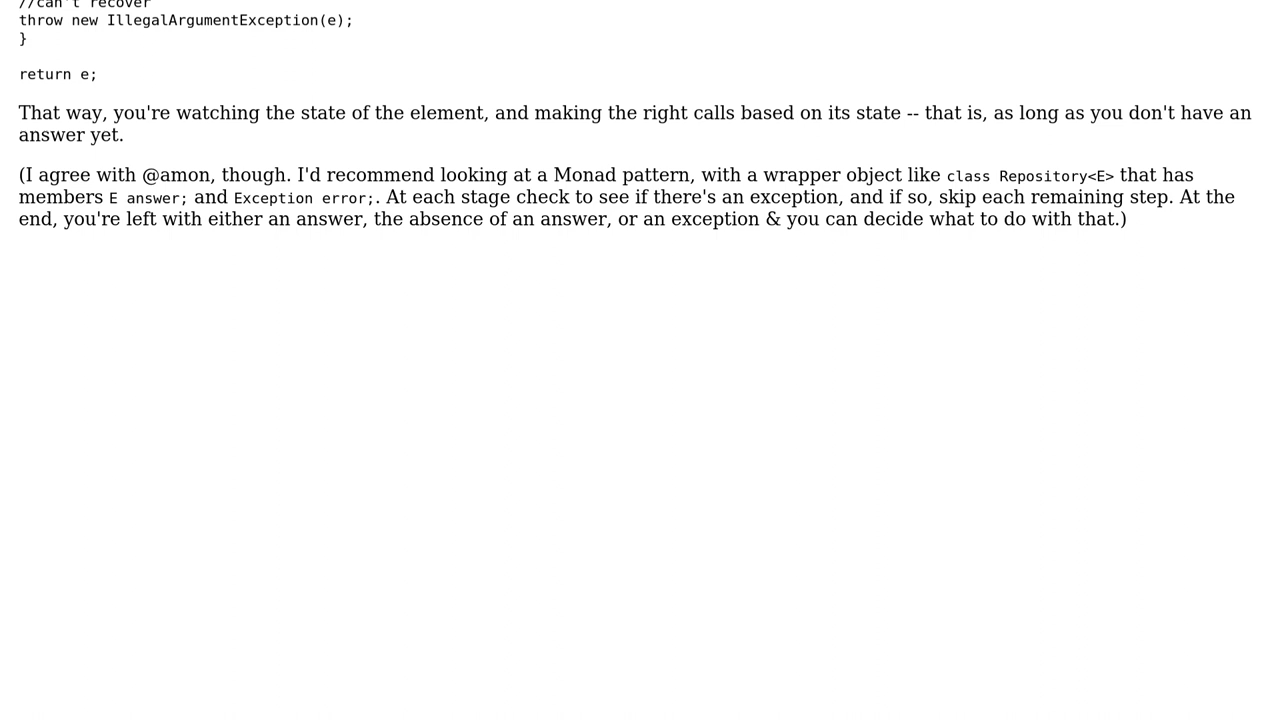 //can't recover
throw new IllegalArgumentException(e);
}
return e;
That way, you're watching the state of the element, and making the right calls based on its state -- that is, as long as you don't have an
answer yet.
(I agree with @amon, though. I'd recommend looking at a Monad pattern, with a wrapper object like class Repository<E> that has
members E answer; and Exception error;. At each stage check to see if there's an exception, and if so, skip each remaining step. At the
end, you're left with either an answer, the absence of an answer, or an exception & you can decide what to do with that.)